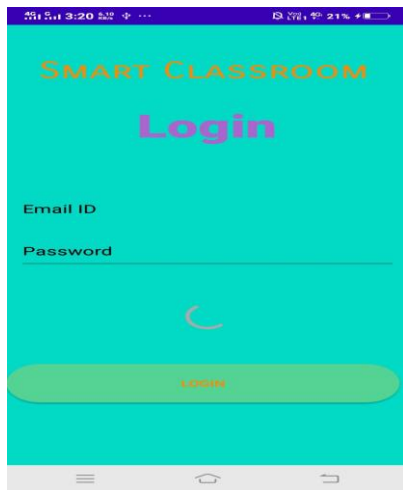 3:20 21%
SMART CLASSROOM
Login
Email ID
Password
LOGIN